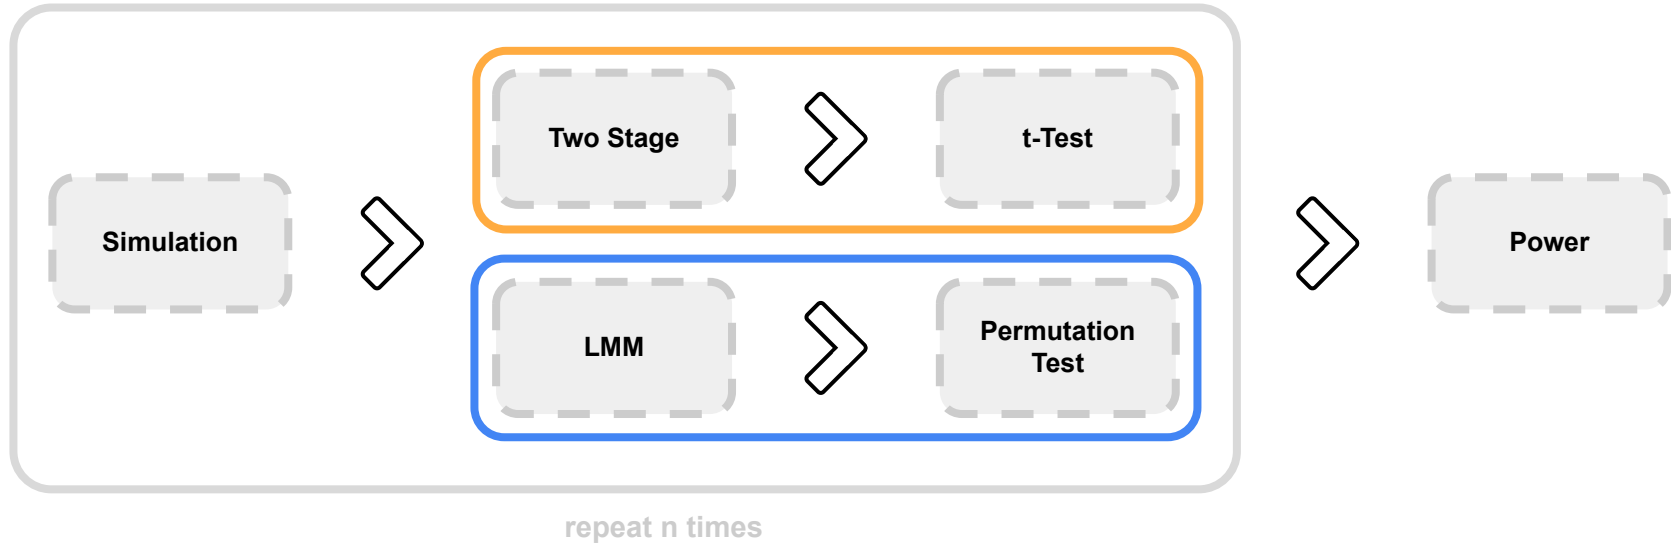 Simulation
Two Stage
t-Test
LMM
Permutation
Test
Power
repeat n times